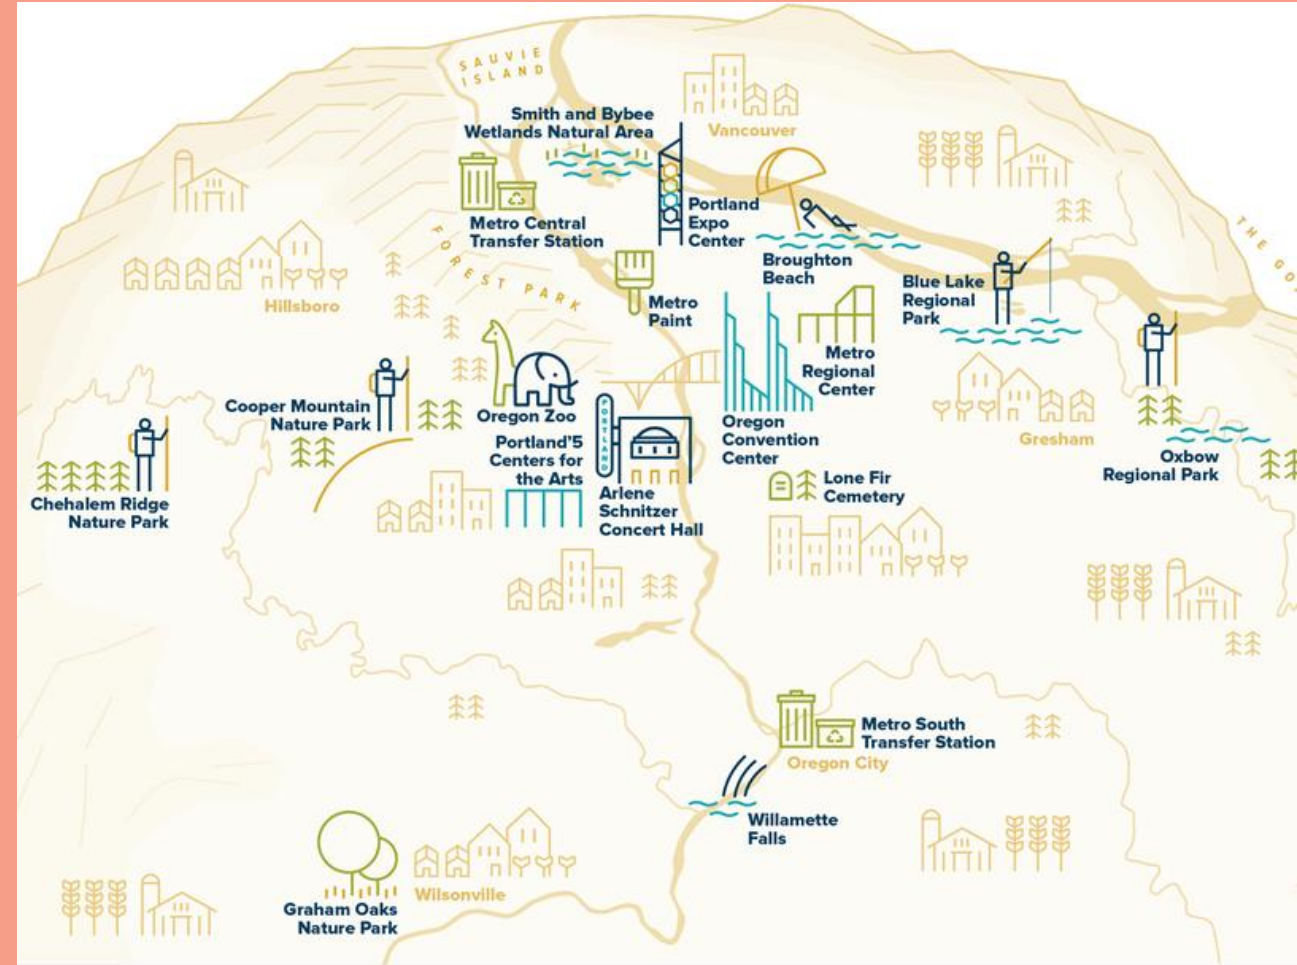 SAUVIE
ISLAND
Smith and Bybee
Wetlands Natural Area
Vancouver
Metro Central
Transfer Station
Portland
Expo
Center
Broughton
Beach
Blue Lake
Regional
Park
THE
FOREST PARK
Hillsboro
Metro
Paint
Metro
Regional
Center
Cooper Mountain
Nature Park
Oregon Zoo
PORTLAND
Portland’5
Centers for
the Arts
Arlene
Schnitzer
Concert Hall
Oregon
Convention
Center
Gresham
Oxbow
Regional Park
Chehalem Ridge
Nature Park
Lone Fir
Cemetery
Metro South
Transfer Station
Oregon City
Willamette
Falls
Wilsonville
Graham Oaks
Nature Park